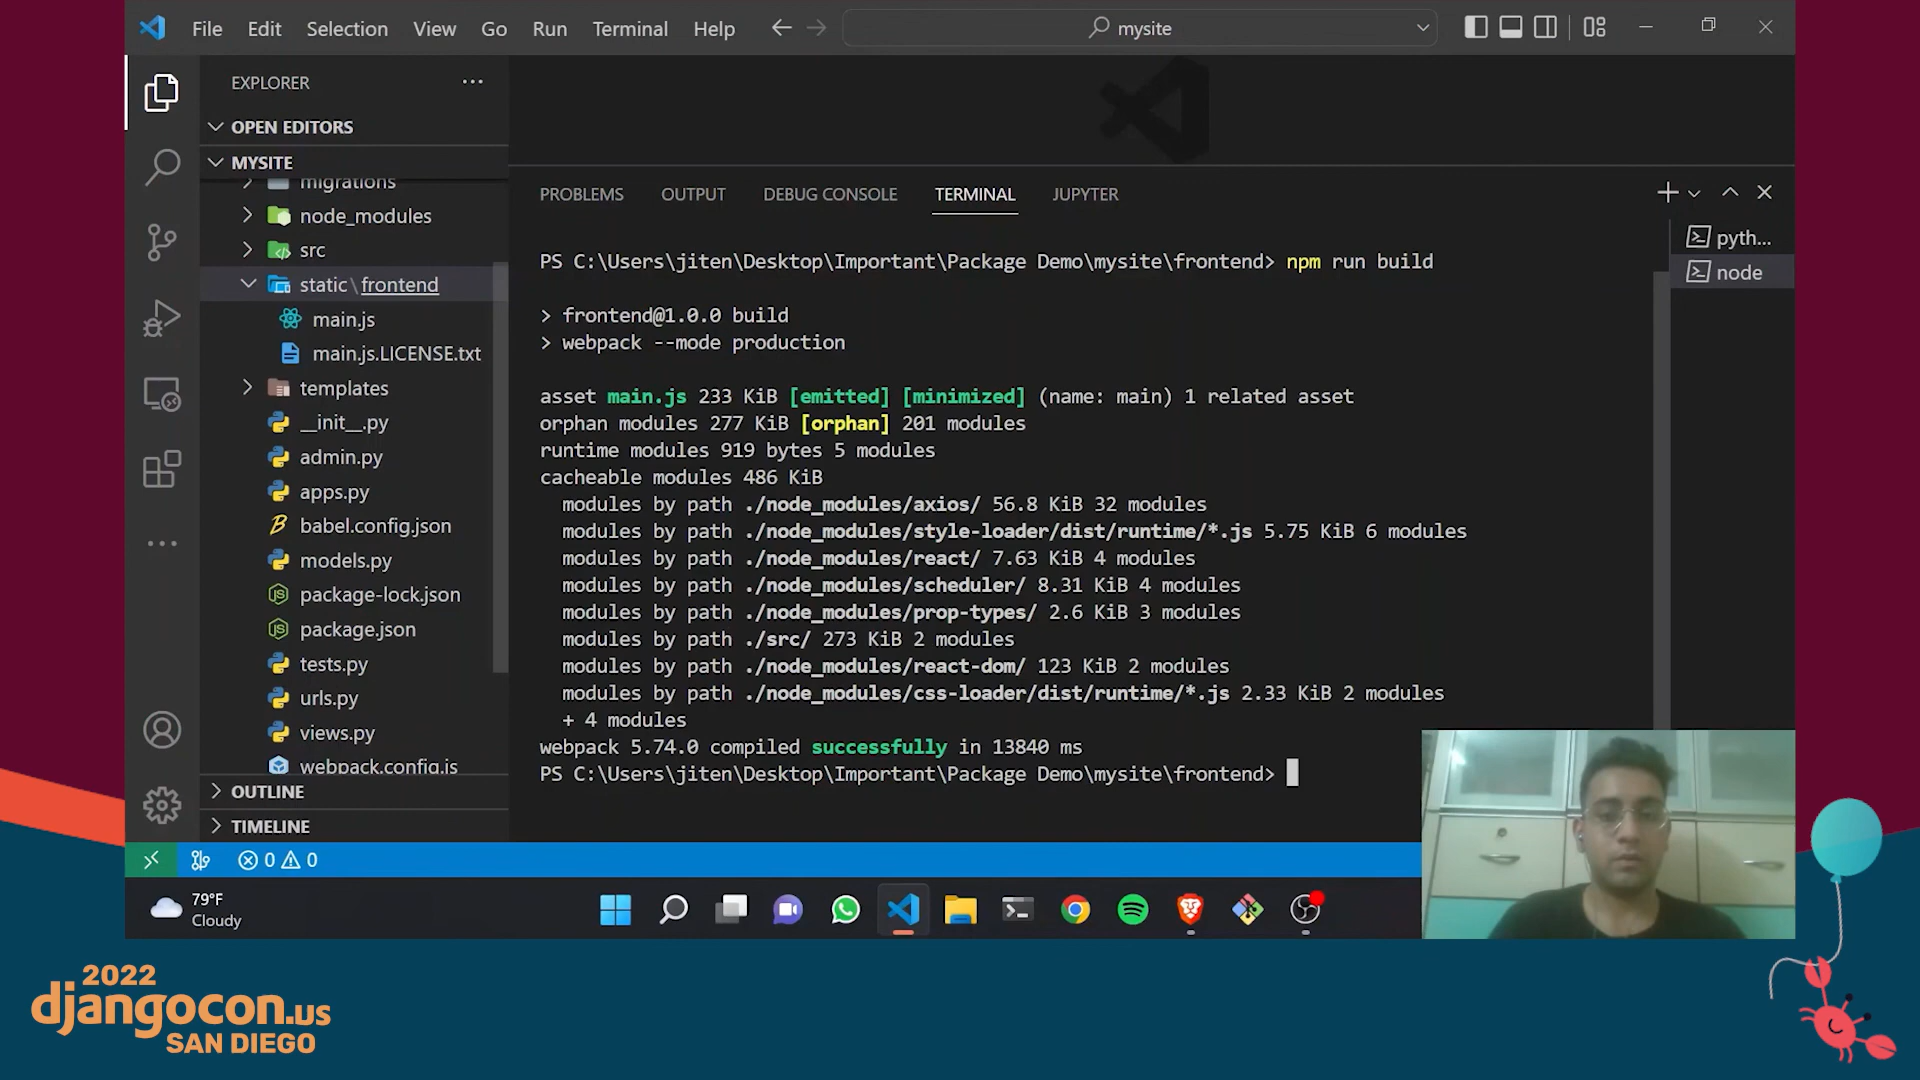 File Edit Selection View Go Run Terminal Help
mysite
EXPLORER
OPEN EDITORS
MYSITE
migrations
node_modules
src
static\frontend
main.js
main.js.LICENSE.txt
templates
__init__.py
admin.py
apps.py
babel.config.json
models.py
package-lock.json
package.json
tests.py
urls.py
views.py
webpack.config.js
OUTLINE
TIMELINE
PROBLEMS OUTPUT DEBUG CONSOLE TERMINAL JUPYTER
pyth...
node
PS C:\Users\jiten\Desktop\Important\Package Demo\mysite\frontend> npm run build
> frontend@1.0.0 build
> webpack --mode production
asset main.js 233 KiB [emitted] [minimized] (name: main) 1 related asset
orphan modules 277 KiB [orphan] 201 modules
runtime modules 919 bytes 5 modules
cacheable modules 486 KiB
modules by path ./node_modules/axios/ 56.8 KiB 32 modules
modules by path ./node_modules/style-loader/dist/runtime/*.js 5.75 KiB 6 modules
modules by path ./node_modules/react/ 7.63 KiB 4 modules
modules by path ./node_modules/scheduler/ 8.31 KiB 4 modules
modules by path ./node_modules/prop-types/ 2.6 KiB 3 modules
modules by path ./src/ 273 KiB 2 modules
modules by path ./node_modules/react-dom/ 123 KiB 2 modules
modules by path ./node_modules/css-loader/dist/runtime/*.js 2.33 KiB 2 modules
+ 4 modules
webpack 5.74.0 compiled successfully in 13840 ms
PS C:\Users\jiten\Desktop\Important\Package Demo\mysite\frontend>
0 0
79°F
Cloudy
2022
djangocon.us
SAN DIEGO